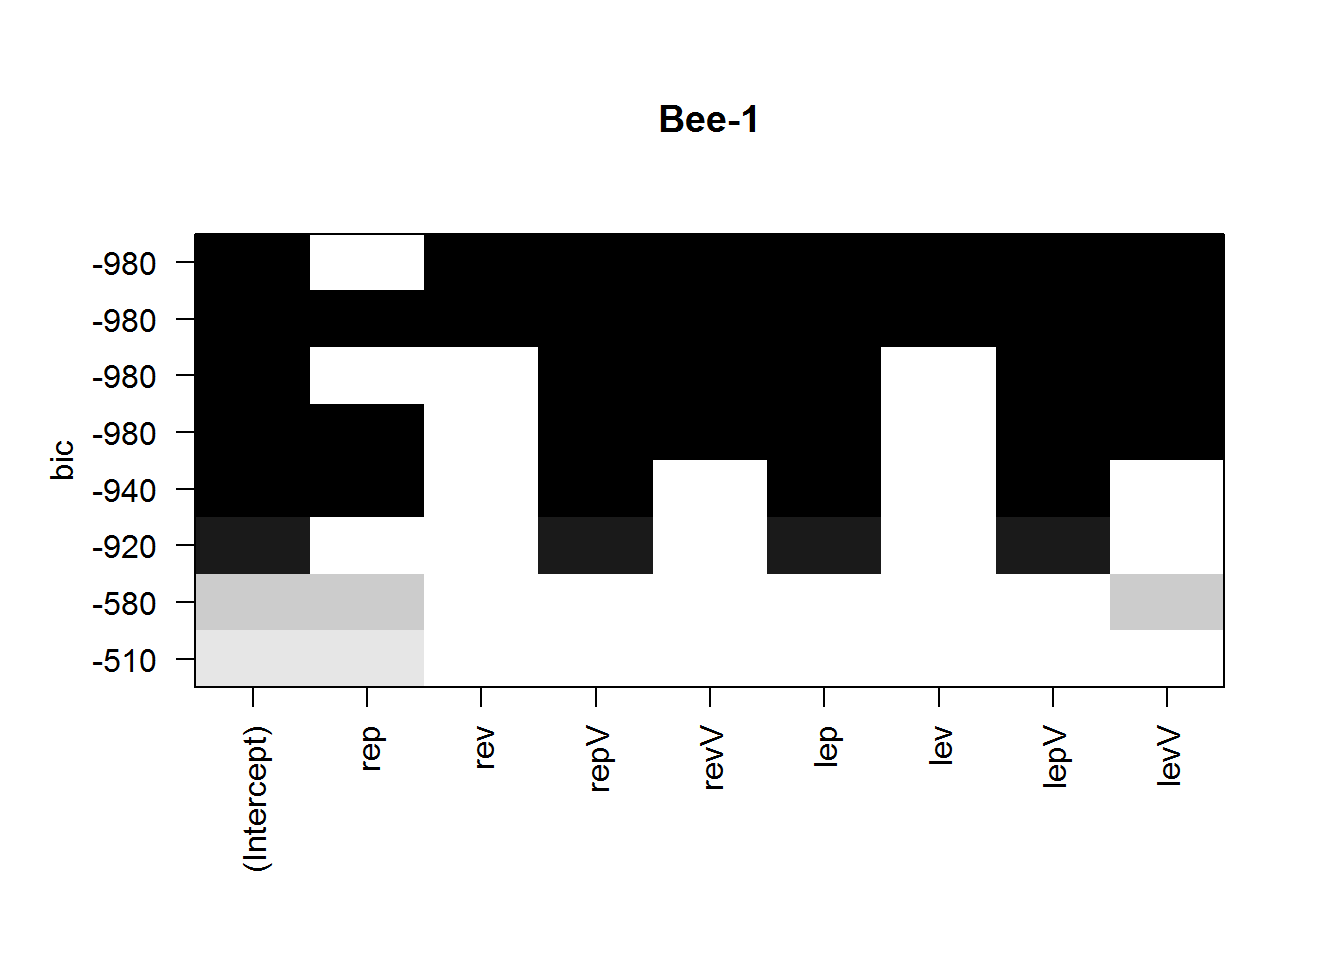 Bee-1
bic
-980
-980
-980
-980
-940
-920
-580
-510
(Intercept)
rep
rev
repV
revV
lep
lev
lepV
levV